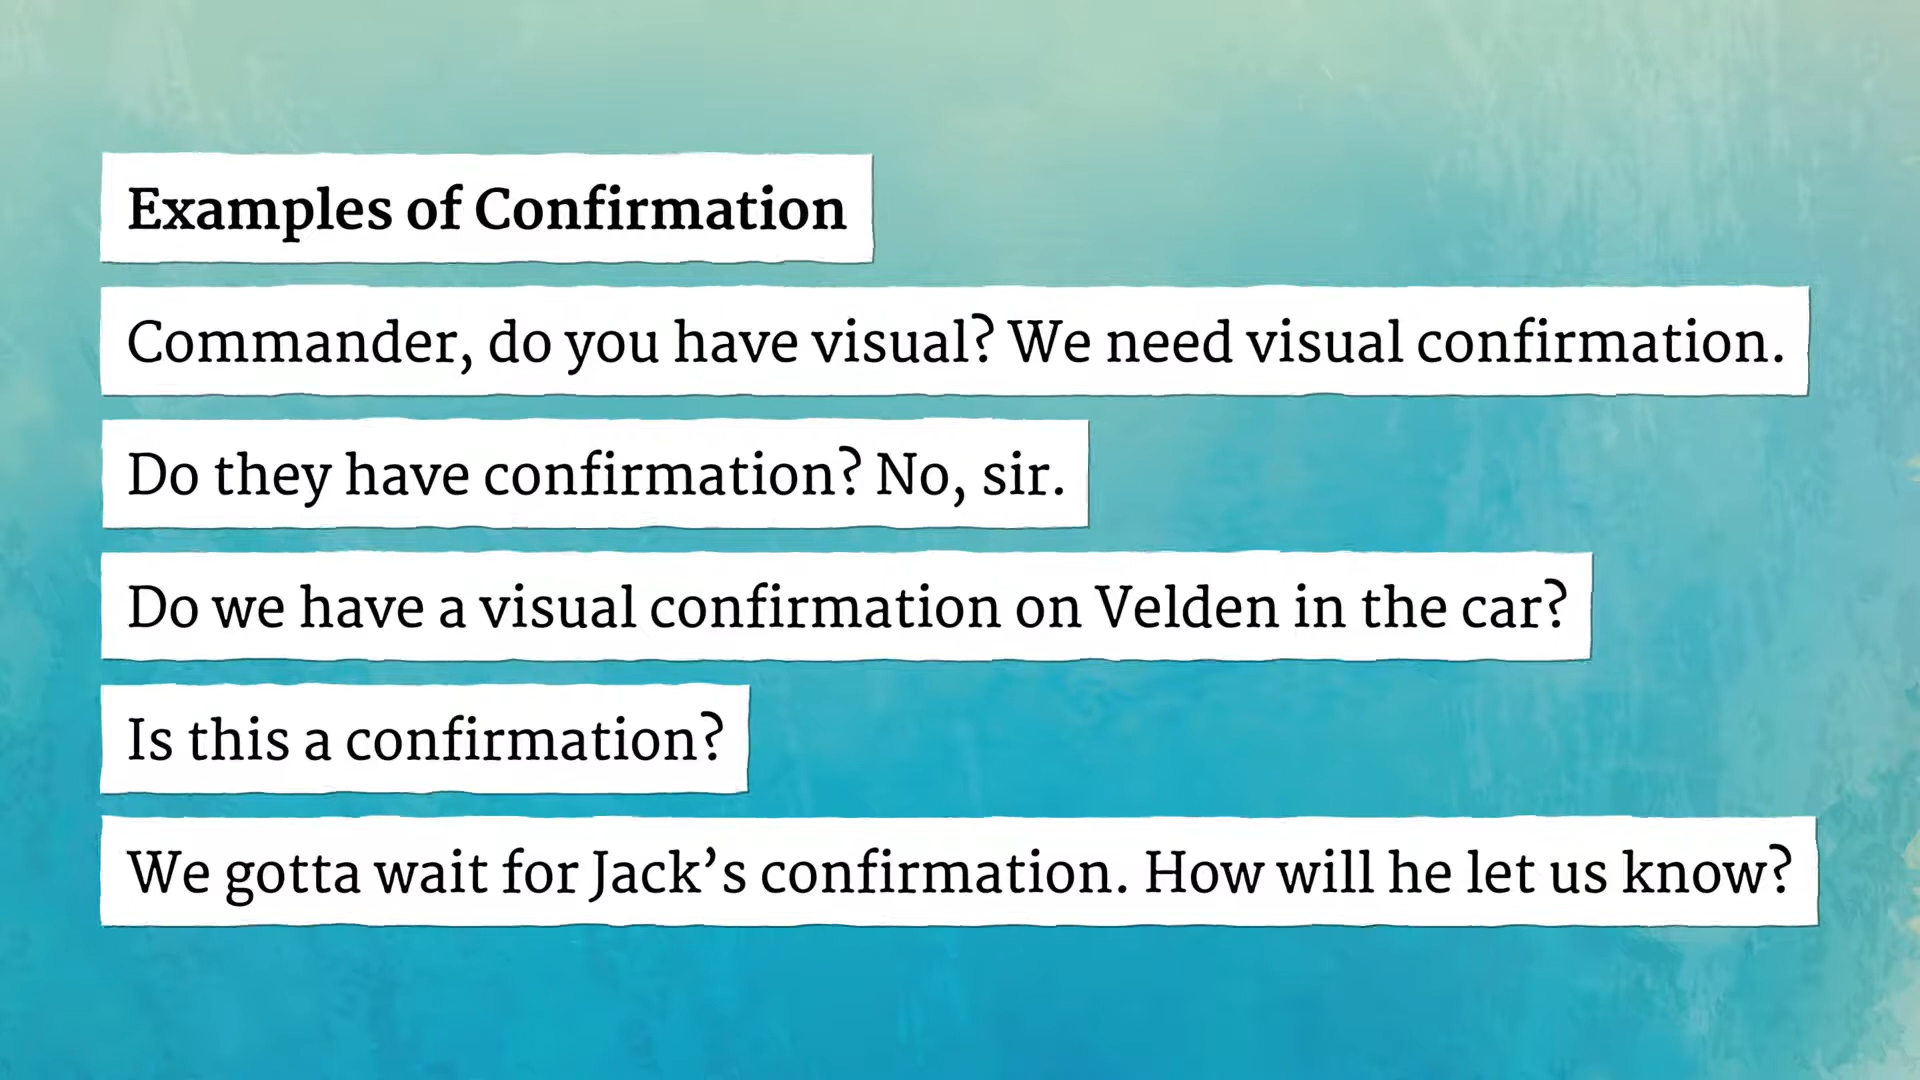 Examples of Confirmation
Commander, do you have visual? We need visual confirmation.
Do they have confirmation? No, sir.
Do we have a visual confirmation on Velden in the car?
Is this a confirmation?
We gotta wait for Jack’s confirmation. How will he let us know?